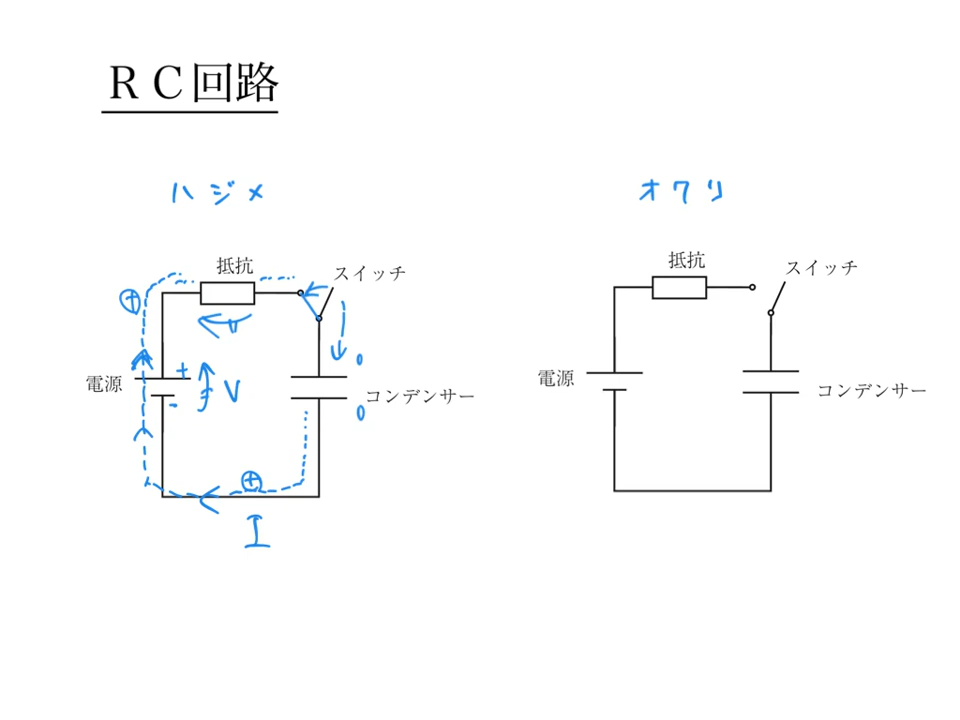 RC回路
ハジメ
オワリ
抵抗
スイッチ
抵抗
スイッチ
+
V
電源
+
-
V
0
コンデンサー
0
電源
コンデンサー
+
I